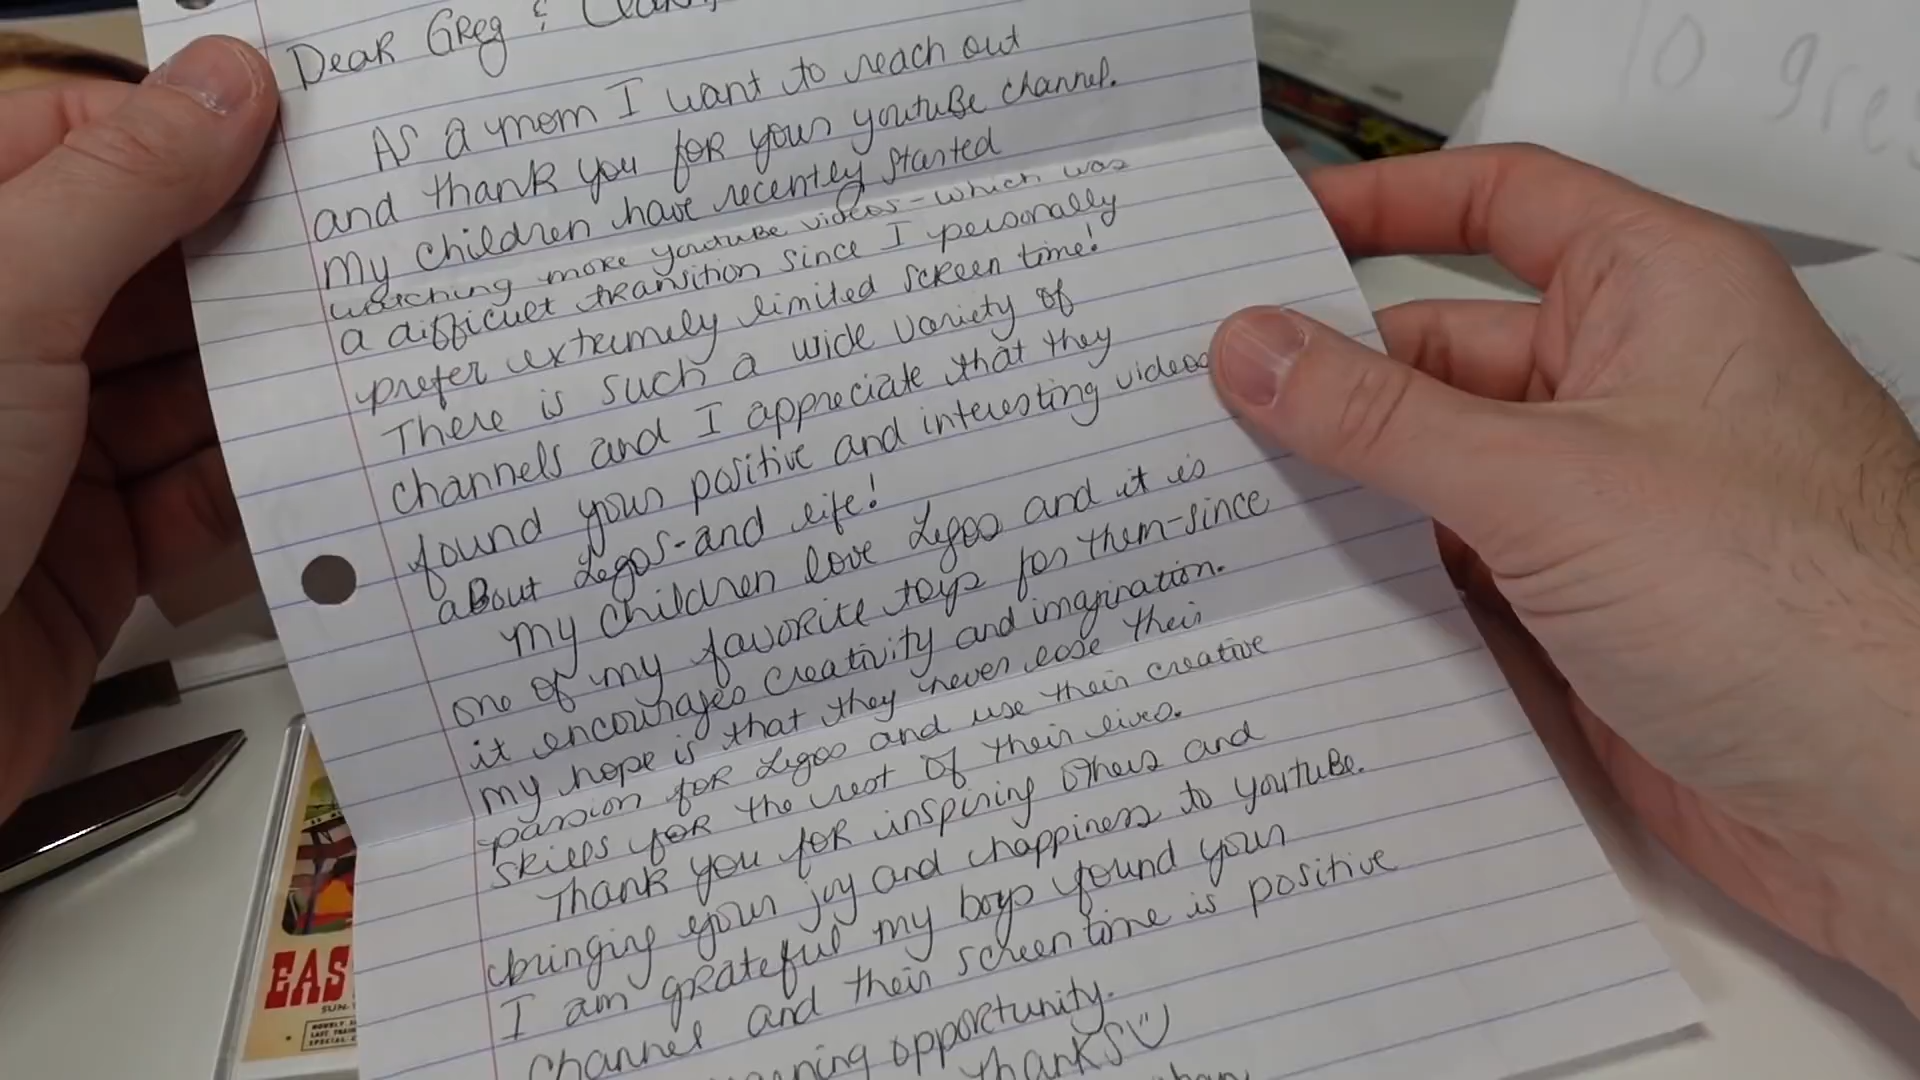 Dear Greg &
As a mom I want to reach out
and thank you for your youtube channel.
My children have recently started
watching more youtube videos - which was
a difficult transition since I personally
prefer extremely limited screen time!
There is such a wide variety of
channels and I appreciate that they
found your positive and interesting videos
about Legos - and life!
My children love Legos and it is
one of my favorite toys for them - since
it encourages creativity and imagination.
My hope is that they never lose their
passion for Legos and use their creative
skills for the rest of their lives.
Thank you for inspiring others and
bringing your joy and happiness to youtube.
I am grateful my boys found your
channel and their screen time is positive
opportunity.
Thanks
To gre
EAS
SUN